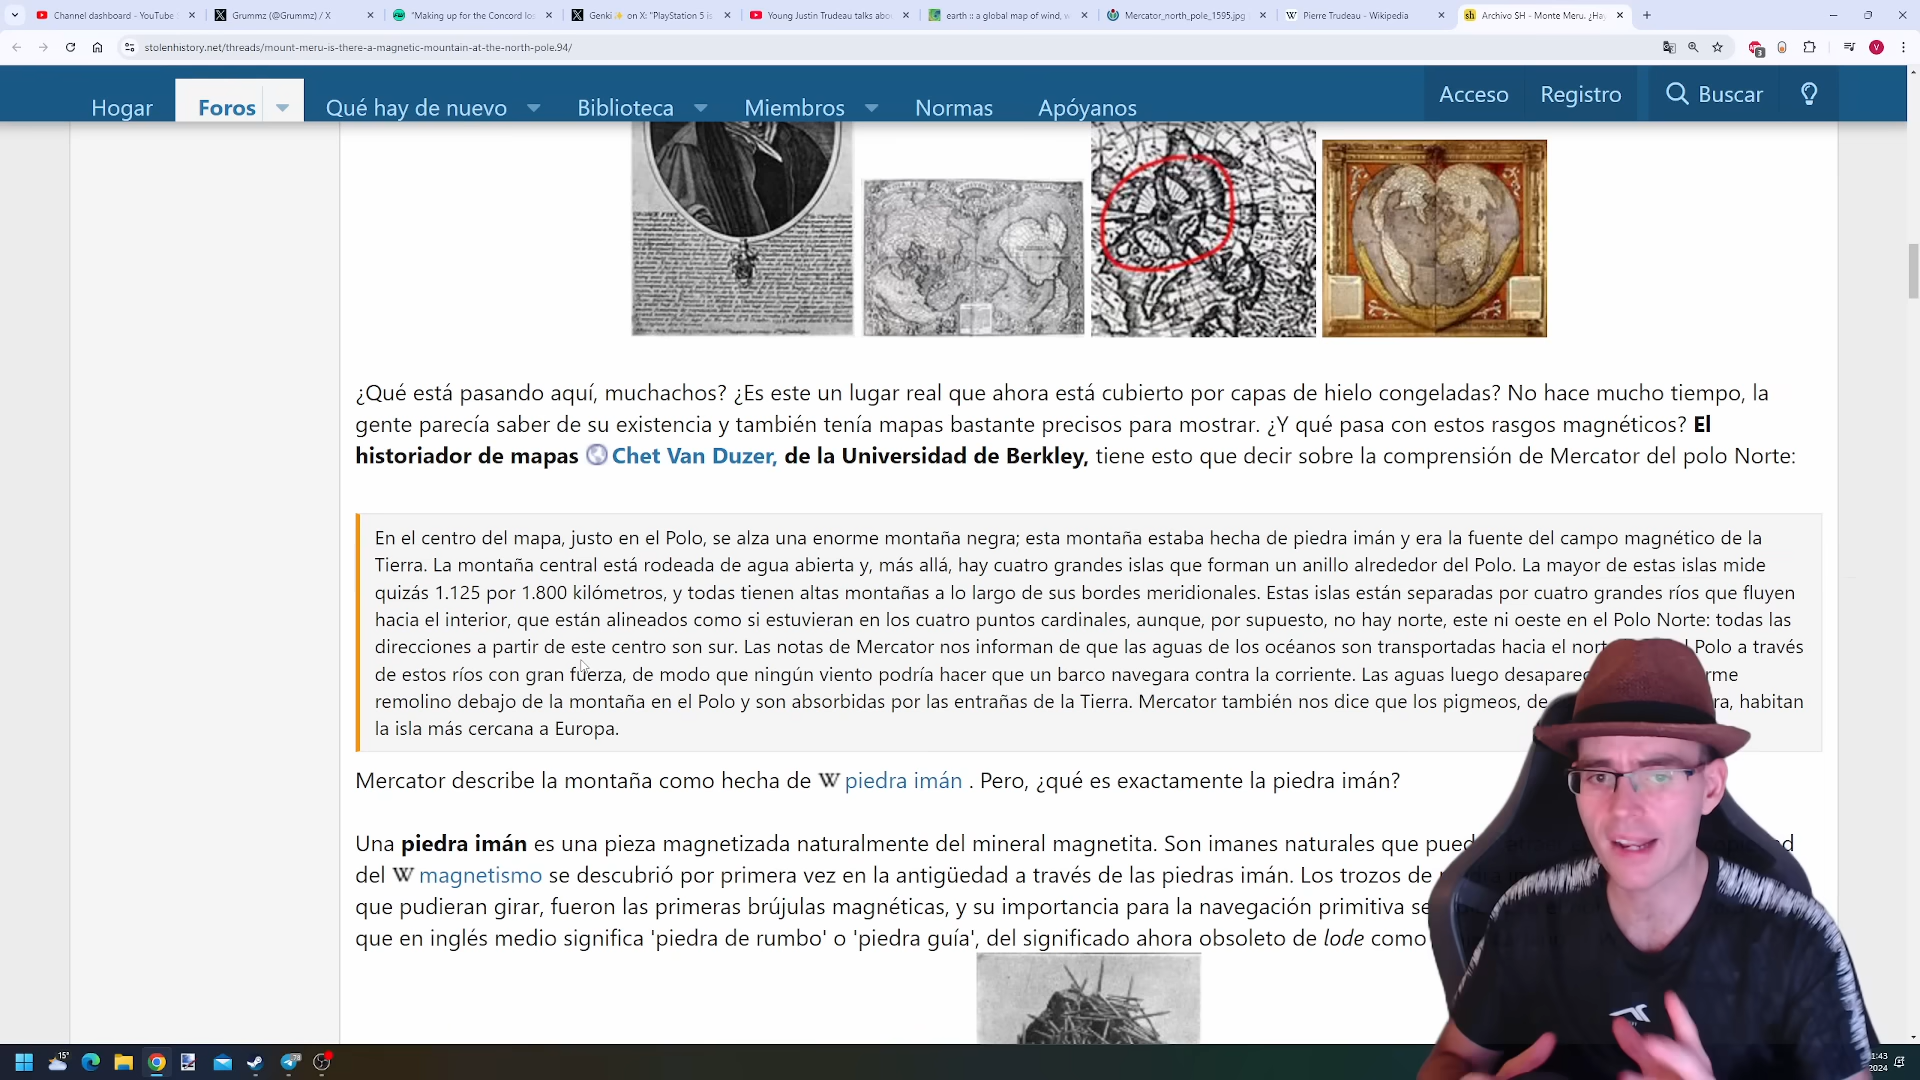 Channel dashboard - YouTube
Grummz (@Grummz) / X
"Making up for the Concord los
Genki✨ on X: "PlayStation 5 is
Young Justin Trudeau talks abo
earth :: a global map of wind, w
Mercator_north_pole_1595.jpg
Pierre Trudeau - Wikipedia
Archivo SH - Monte Meru. ¿Ha
stolenhistory.net/threads/mount-meru-is-there-a-magnetic-mountain-at-the-north-pole.94/
Hogar Foros Qué hay de nuevo Biblioteca Miembros Normas Apóyanos Acceso Registro Buscar
¿Qué está pasando aquí, muchachos? ¿Es este un lugar real que ahora está cubierto por capas de hielo congeladas? No hace mucho tiempo, la
gente parecía saber de su existencia y también tenía mapas bastante precisos para mostrar. ¿Y qué pasa con estos rasgos magnéticos? El
historiador de mapas Chet Van Duzer, de la Universidad de Berkley, tiene esto que decir sobre la comprensión de Mercator del polo Norte:
En el centro del mapa, justo en el Polo, se alza una enorme montaña negra; esta montaña estaba hecha de piedra imán y era la fuente del campo magnético de la
Tierra. La montaña central está rodeada de agua abierta y, más allá, hay cuatro grandes islas que forman un anillo alrededor del Polo. La mayor de estas islas mide
quizás 1.125 por 1.800 kilómetros, y todas tienen altas montañas a lo largo de sus bordes meridionales. Estas islas están separadas por cuatro grandes ríos que fluyen
hacia el interior, que están alineados como si estuvieran en los cuatro puntos cardinales, aunque, por supuesto, no hay norte, este ni oeste en el Polo Norte: todas las
direcciones a partir de este centro son sur. Las notas de Mercator nos informan de que las aguas de los océanos son transportadas hacia el nort Polo a través
de estos ríos con gran fuerza, de modo que ningún viento podría hacer que un barco navegara contra la corriente. Las aguas luego desaparec rme
remolino debajo de la montaña en el Polo y son absorbidas por las entrañas de la Tierra. Mercator también nos dice que los pigmeos, de ra, habitan
la isla más cercana a Europa.
Mercator describe la montaña como hecha de W piedra imán . Pero, ¿qué es exactamente la piedra imán?
Una piedra imán es una pieza magnetizada naturalmente del mineral magnetita. Son imanes naturales que pued
del W magnetismo se descubrió por primera vez en la antigüedad a través de las piedras imán. Los trozos de
que pudieran girar, fueron las primeras brújulas magnéticas, y su importancia para la navegación primitiva se
que en inglés medio significa 'piedra de rumbo' o 'piedra guía', del significado ahora obsoleto de lode como
15°
2024